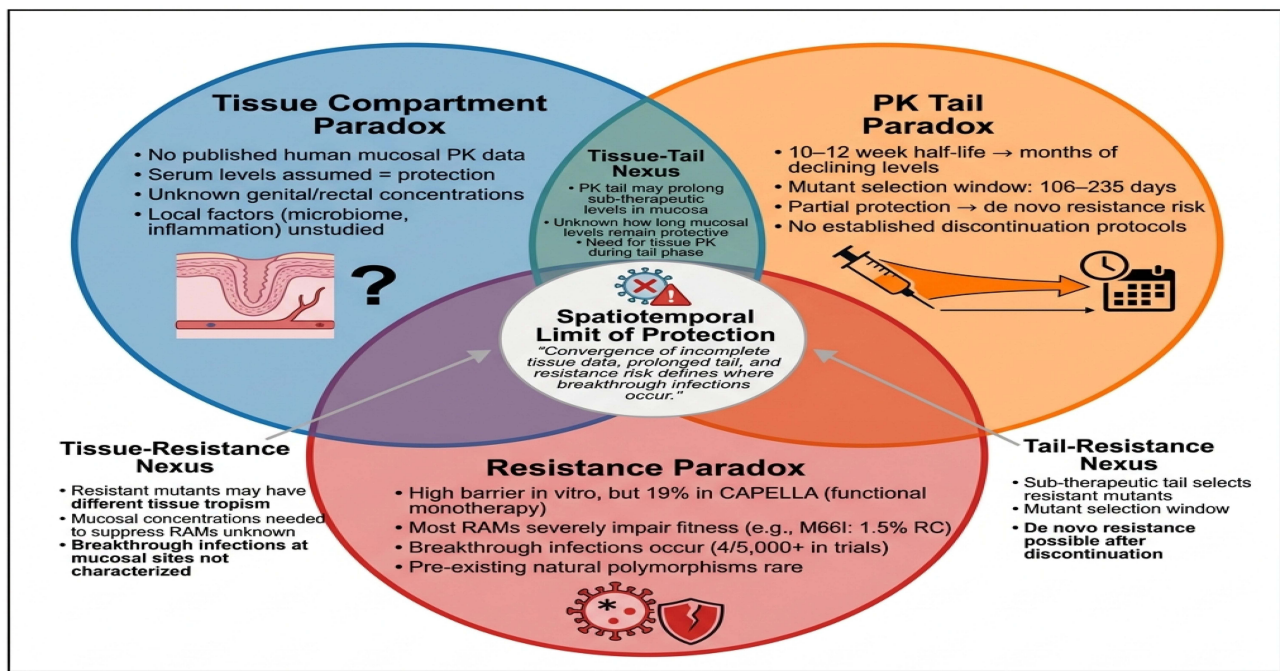 Tissue Compartment
Paradox
• No published human mucosal PK data
• Serum levels assumed = protection
• Unknown genital/rectal concentrations
• Local factors (microbiome,
inflammation) unstudied
?
Tissue-Tail
Nexus
• PK tail may prolong
sub-therapeutic
levels in mucosa
• Unknown how long mucosal
levels remain protective
• Need for tissue PK
during tail phase
PK Tail
Paradox
• 10–12 week half-life → months of
declining levels
• Mutant selection window: 106–235 days
• Partial protection → de novo resistance risk
• No established discontinuation protocols
Spatiotemporal
Limit of Protection
"Convergence of incomplete
tissue data, prolonged tail, and
resistance risk defines where
breakthrough infections
occur."
Tissue-Resistance
Nexus
• Resistant mutants may have
different tissue tropism
• Mucosal concentrations needed
to suppress RAMs unknown
• Breakthrough infections at
mucosal sites not
characterized
Resistance Paradox
• High barrier in vitro, but 19% in CAPELLA (functional
monotherapy)
• Most RAMs severely impair fitness (e.g., M66I: 1.5% RC)
• Breakthrough infections occur (4/5,000+ in trials)
• Pre-existing natural polymorphisms rare
Tail-Resistance
Nexus
• Sub-therapeutic tail selects
resistant mutants
• Mutant selection window
• De novo resistance
possible after
discontinuation